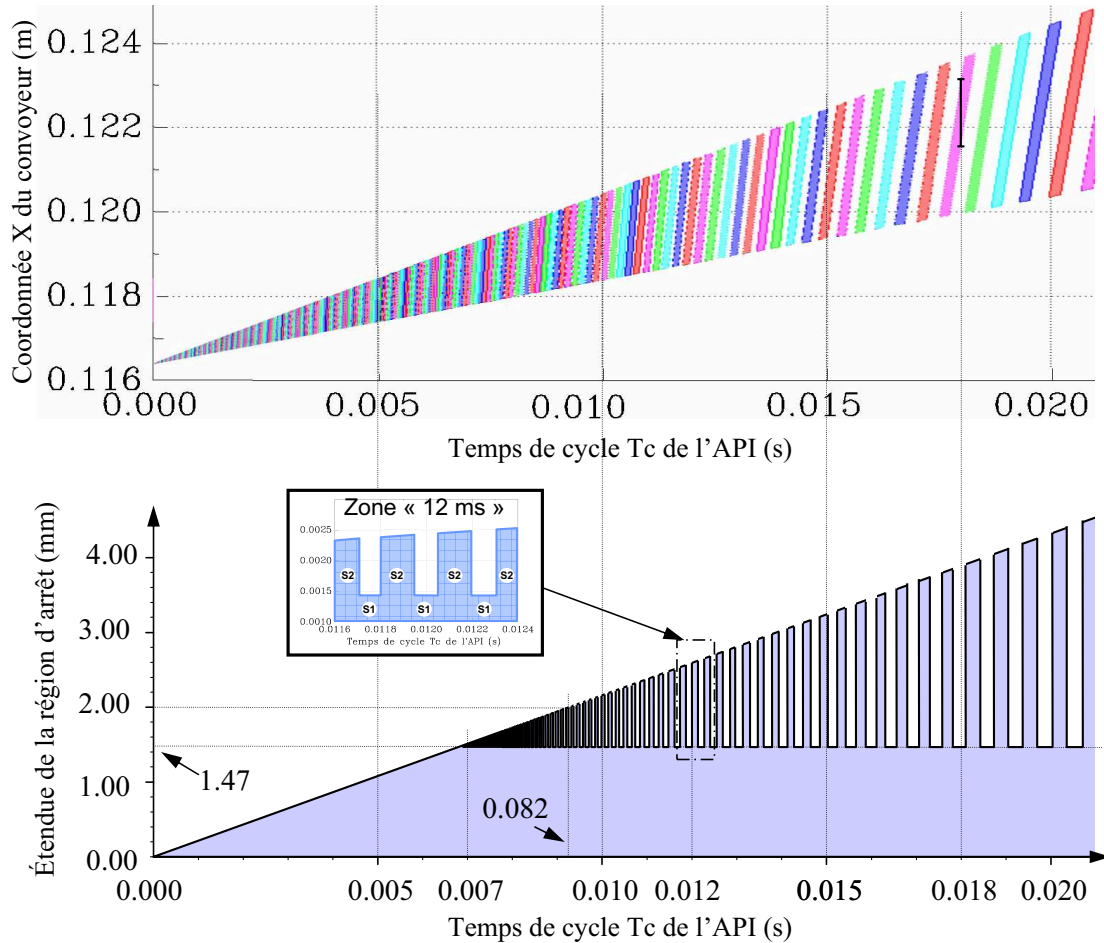 Coordonnée X du convoyeur (m)
0.124
0.122
0.120
0.118
0.116
0.000 0.005 0.010 0.015 0.020
Temps de cycle Tc de l’API (s)
Zone « 12 ms »
0.0025
0.0020
0.0015
0.0010
S2 S2 S2 S2
S1 S1 S1
0.0116 0.0118 0.0120 0.0122 0.0124
Temps de cycle Tc de l’API (s)
Étendue de la région d’arrêt (mm)
4.00
3.00
2.00
1.00
0.00
1.47
0.082
0.000 0.005 0.007 0.010 0.012 0.015 0.018 0.020
Temps de cycle Tc de l’API (s)